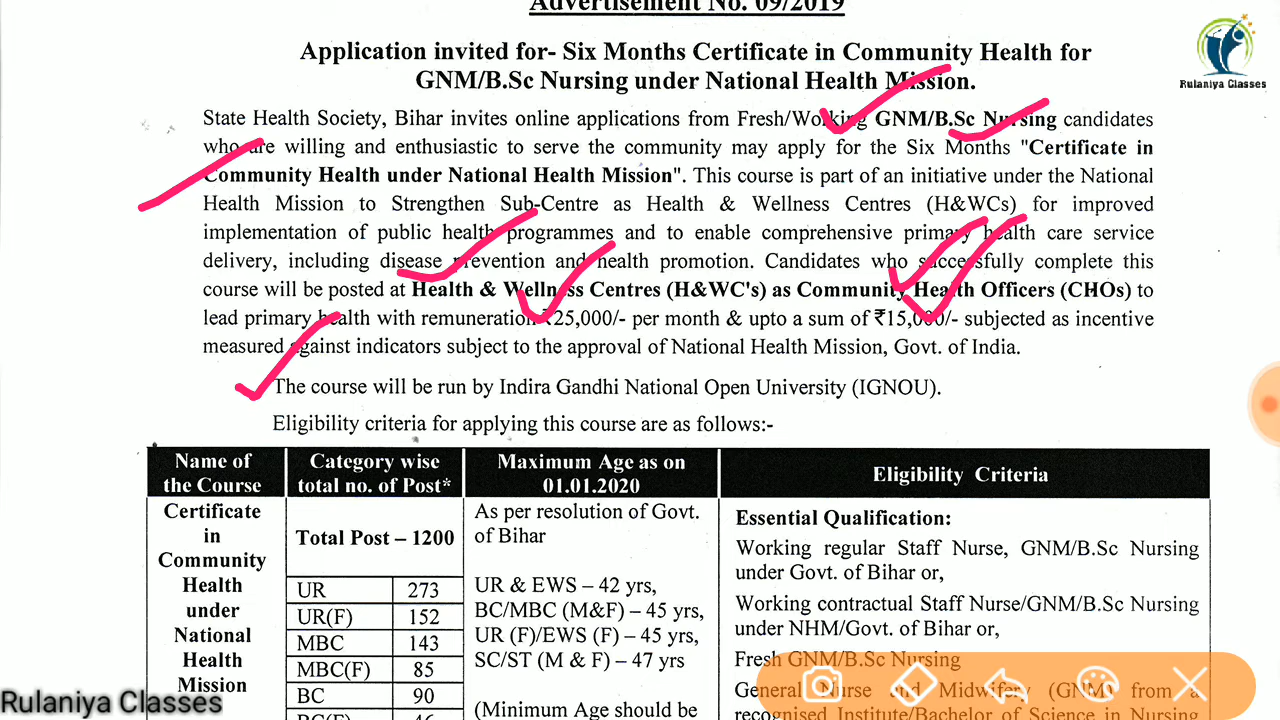 Advertisement No. 09/2019
Rulaniya Classes
Application invited for- Six Months Certificate in Community Health for
GNM/B.Sc Nursing under National Health Mission.
State Health Society, Bihar invites online applications from Fresh/Working GNM/B.Sc Nursing candidates
who are willing and enthusiastic to serve the community may apply for the Six Months "Certificate in
Community Health under National Health Mission". This course is part of an initiative under the National
Health Mission to Strengthen Sub-Centre as Health & Wellness Centres (H&WCs) for improved
implementation of public health programmes and to enable comprehensive primary health care service
delivery, including disease prevention and health promotion. Candidates who successfully complete this
course will be posted at Health & Wellness Centres (H&WC's) as Community Health Officers (CHOs) to
lead primary health with remuneration ₹25,000/- per month & upto a sum of ₹15,000/- subjected as incentive
measured against indicators subject to the approval of National Health Mission, Govt. of India.
The course will be run by Indira Gandhi National Open University (IGNOU).
Eligibility criteria for applying this course are as follows:-
Name of
the Course
Category wise
total no. of Post*
Maximum Age as on
01.01.2020
Eligibility Criteria
Certificate
in
Community
Health
under
National
Health
Mission
Total Post – 1200
UR 273
UR(F) 152
MBC 143
MBC(F) 85
BC 90
BC(F) 46
As per resolution of Govt.
of Bihar
UR & EWS – 42 yrs,
BC/MBC (M&F) – 45 yrs,
UR (F)/EWS (F) – 45 yrs,
SC/ST (M & F) – 47 yrs
(Minimum Age should be
Essential Qualification:
Working regular Staff Nurse, GNM/B.Sc Nursing
under Govt. of Bihar or,
Working contractual Staff Nurse/GNM/B.Sc Nursing
under NHM/Govt. of Bihar or,
Fresh GNM/B.Sc Nursing
General Nurse and Midwifery (GNM) from a
recognised Institute/Bachelor of Science in Nursing
Rulaniya Classes